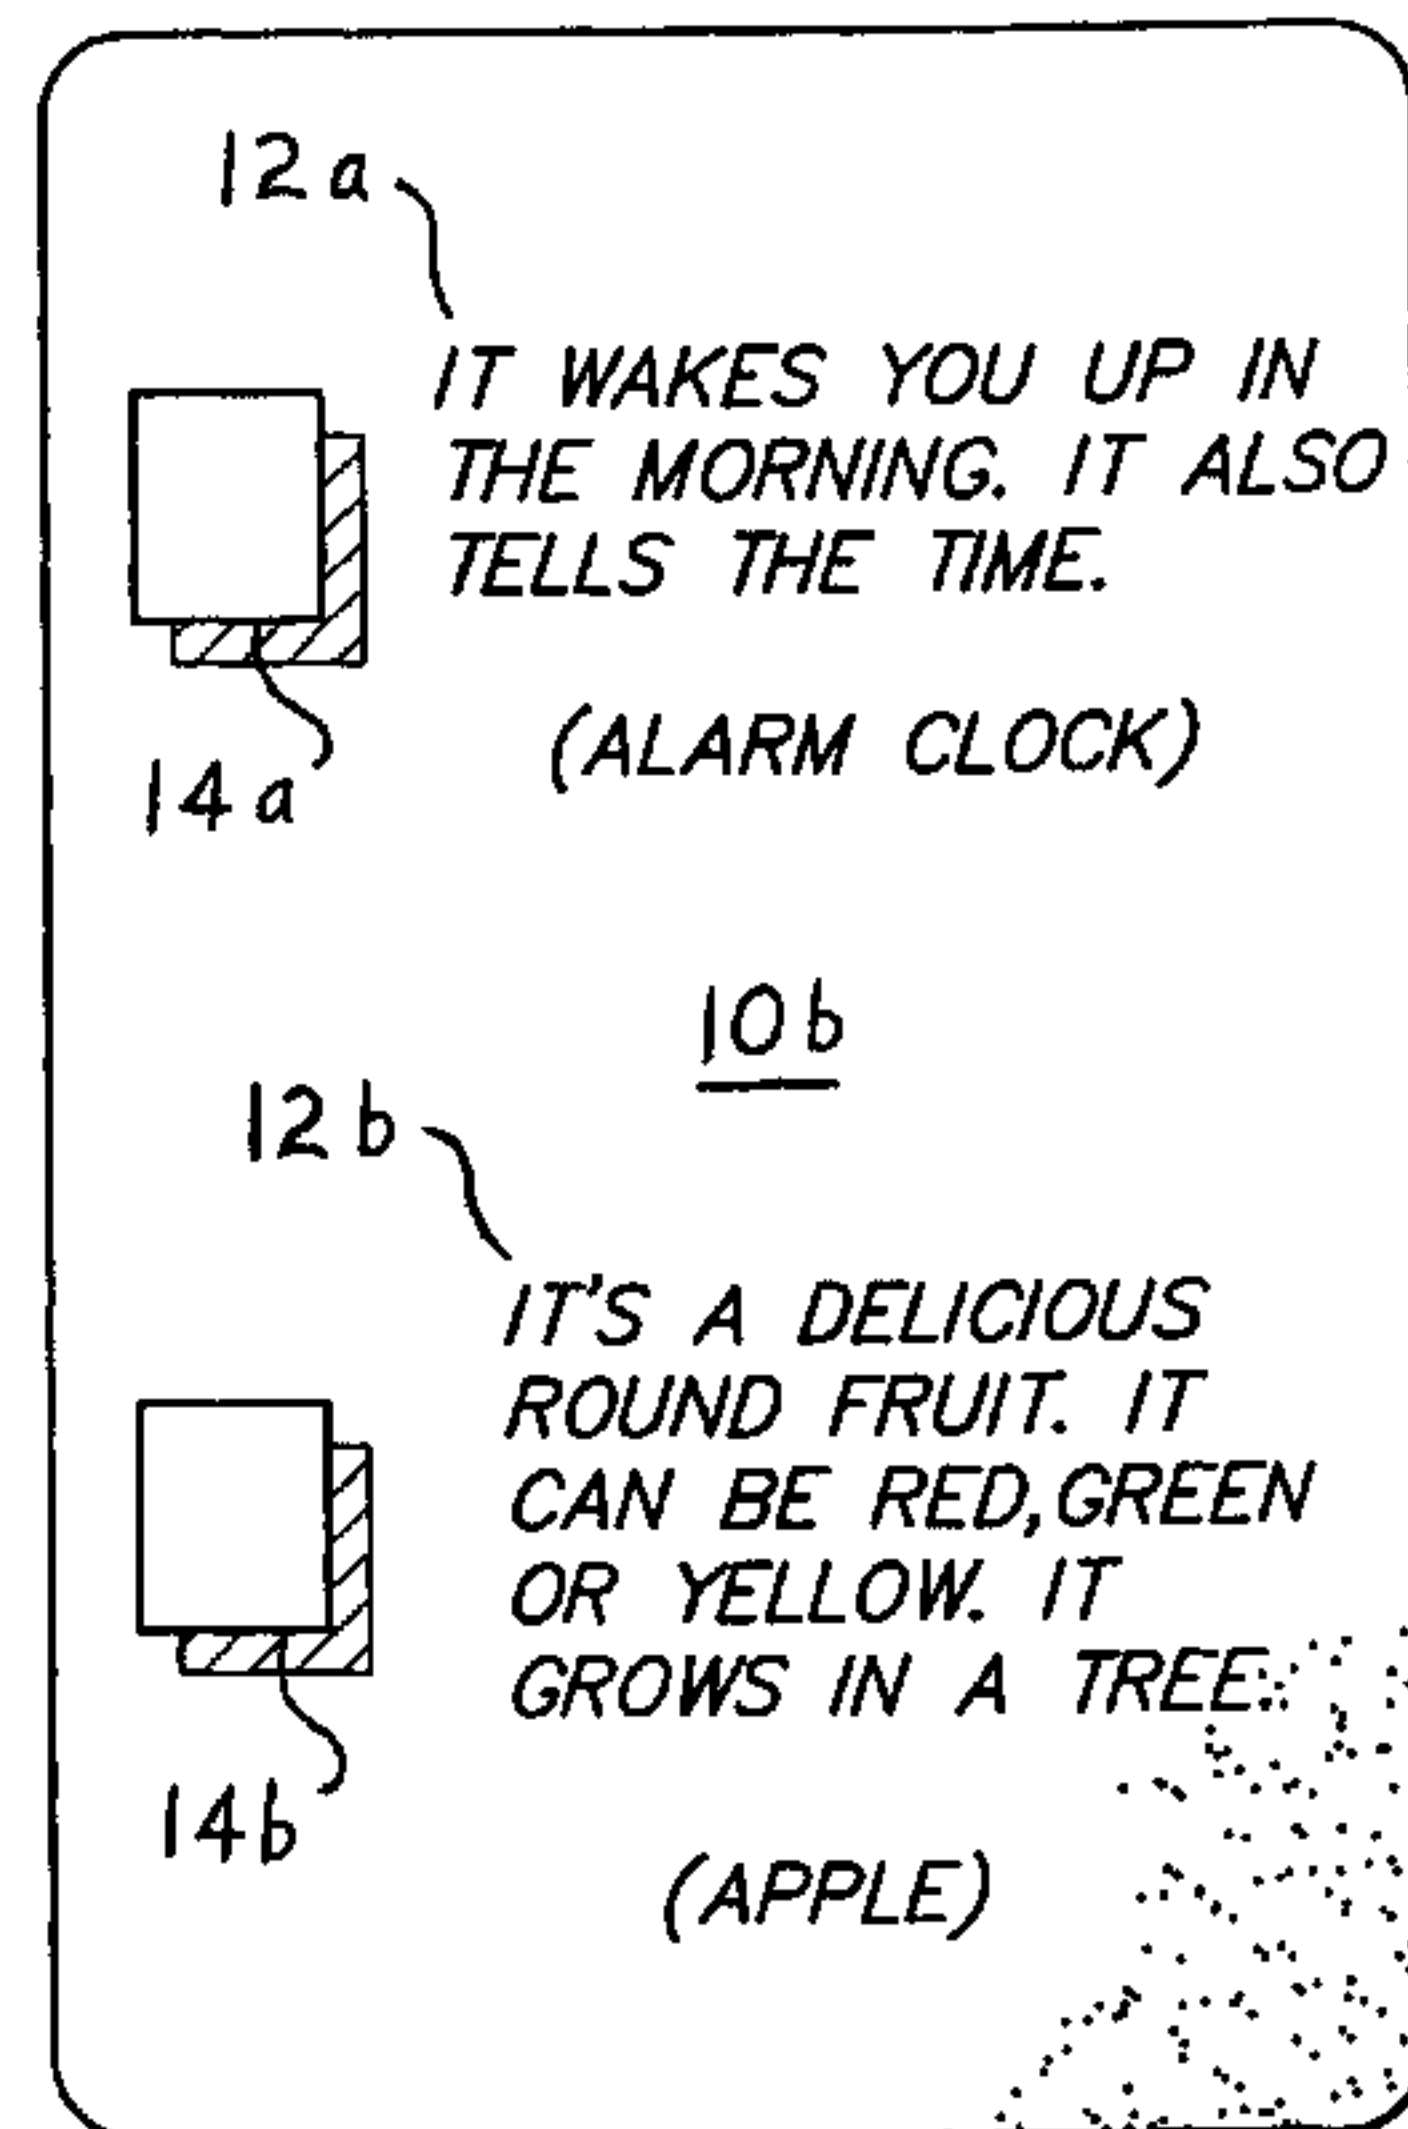 12a
IT WAKES YOU UP IN
THE MORNING. IT ALSO
TELLS THE TIME.
14a
(ALARM CLOCK)
10b
12b
IT'S A DELICIOUS
ROUND FRUIT. IT
CAN BE RED, GREEN
OR YELLOW. IT
GROWS IN A TREE.
14b
(APPLE)